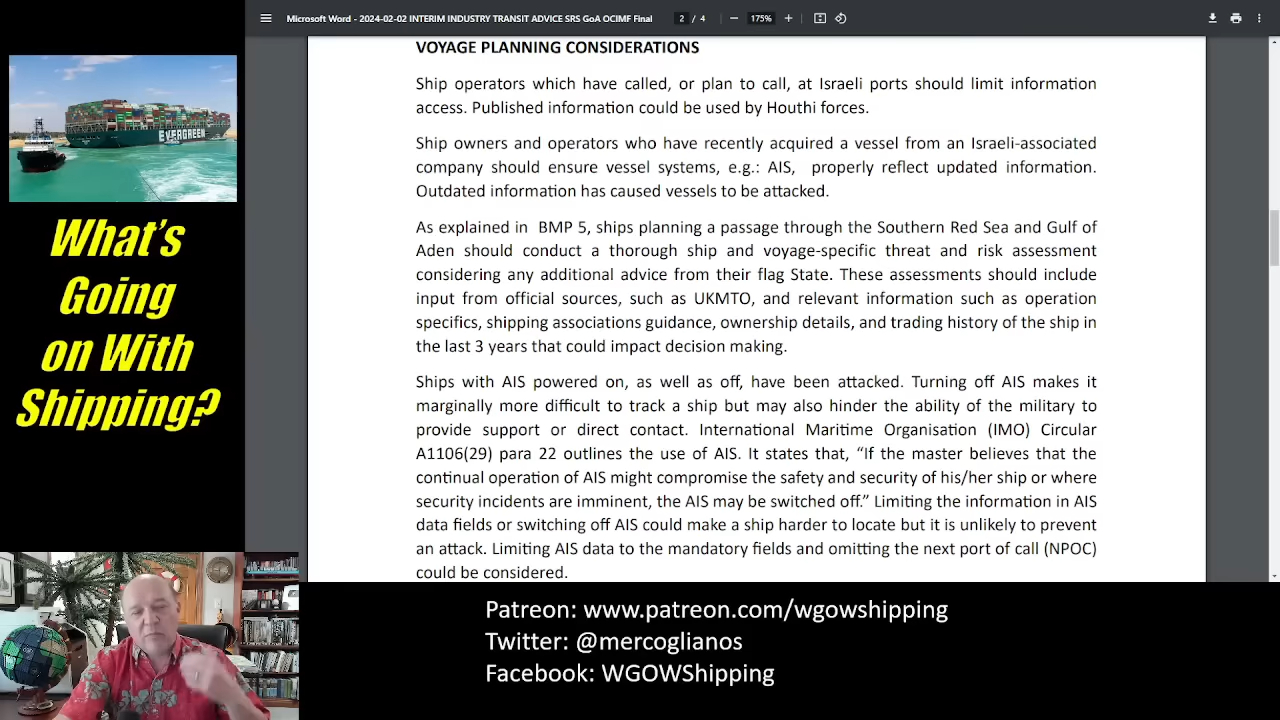 Microsoft Word - 2024-02-02 INTERIM INDUSTRY TRANSIT ADVICE SRS GoA OCIMF Final
2 / 4
175%
VOYAGE PLANNING CONSIDERATIONS
Ship operators which have called, or plan to call, at Israeli ports should limit information
access. Published information could be used by Houthi forces.
Ship owners and operators who have recently acquired a vessel from an Israeli-associated
company should ensure vessel systems, e.g.: AIS, properly reflect updated information.
Outdated information has caused vessels to be attacked.
As explained in BMP 5, ships planning a passage through the Southern Red Sea and Gulf of
Aden should conduct a thorough ship and voyage-specific threat and risk assessment
considering any additional advice from their flag State. These assessments should include
input from official sources, such as UKMTO, and relevant information such as operation
specifics, shipping associations guidance, ownership details, and trading history of the ship in
the last 3 years that could impact decision making.
Ships with AIS powered on, as well as off, have been attacked. Turning off AIS makes it
marginally more difficult to track a ship but may also hinder the ability of the military to
provide support or direct contact. International Maritime Organisation (IMO) Circular
A1106(29) para 22 outlines the use of AIS. It states that, “If the master believes that the
continual operation of AIS might compromise the safety and security of his/her ship or where
security incidents are imminent, the AIS may be switched off.” Limiting the information in AIS
data fields or switching off AIS could make a ship harder to locate but it is unlikely to prevent
an attack. Limiting AIS data to the mandatory fields and omitting the next port of call (NPOC)
could be considered.
EVERGREEN
What's
Going
on With
Shipping?
Patreon: www.patreon.com/wgowshipping
Twitter: @mercoglianos
Facebook: WGOWShipping